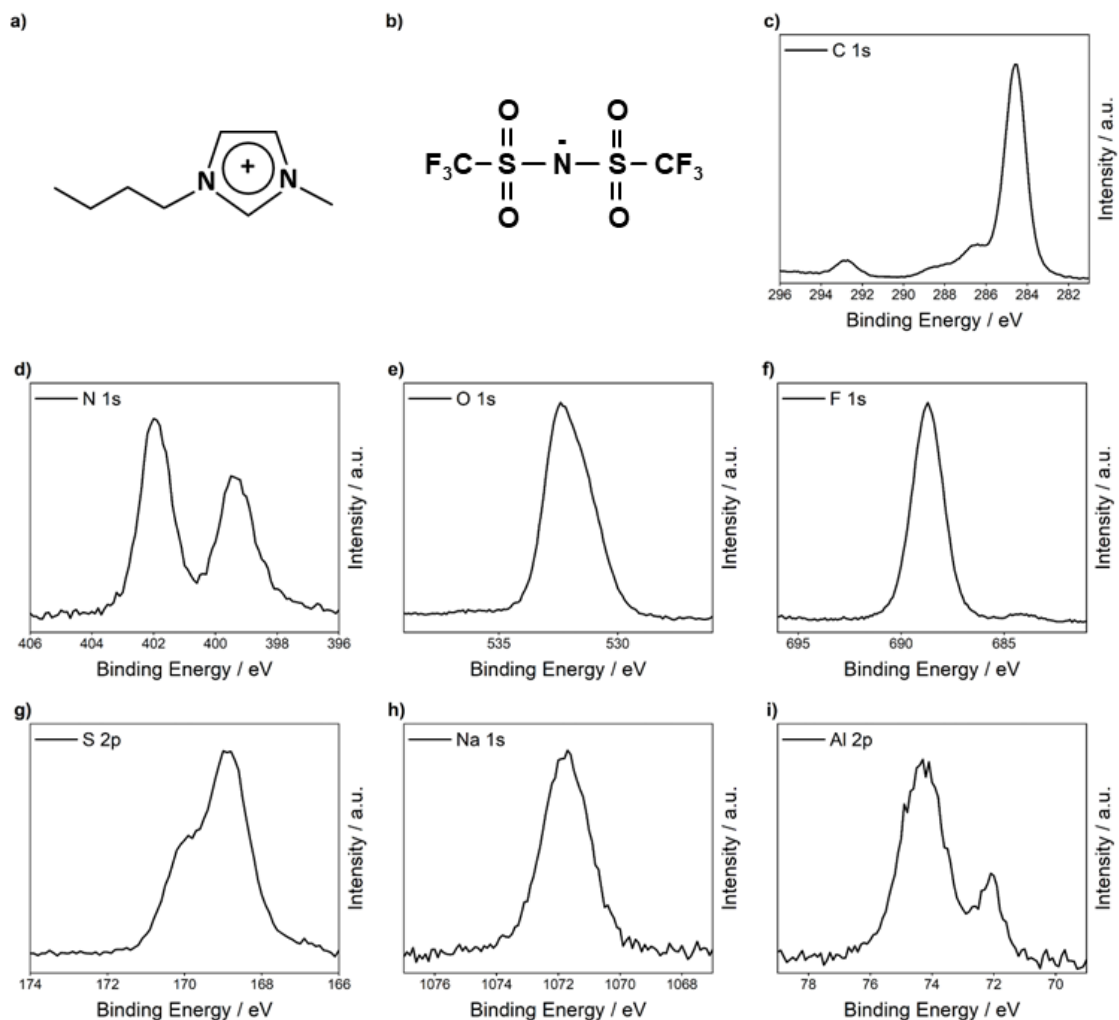 a)
b)
c)
N
+
N
O
O
F₃C
S
N
-
S
CF₃
O
O
C 1s
296 294 292 290 288 286 284 282
Binding Energy / eV
Intensity / a.u.
d)
N 1s
406 404 402 400 398 396
Binding Energy / eV
Intensity / a.u.
e)
O 1s
535 530
Binding Energy / eV
Intensity / a.u.
f)
F 1s
695 690 685
Binding Energy / eV
Intensity / a.u.
g)
S 2p
174 172 170 168 166
Binding Energy / eV
Intensity / a.u.
h)
Na 1s
1076 1074 1072 1070 1068
Binding Energy / eV
Intensity / a.u.
i)
Al 2p
78 76 74 72 70
Binding Energy / eV
Intensity / a.u.